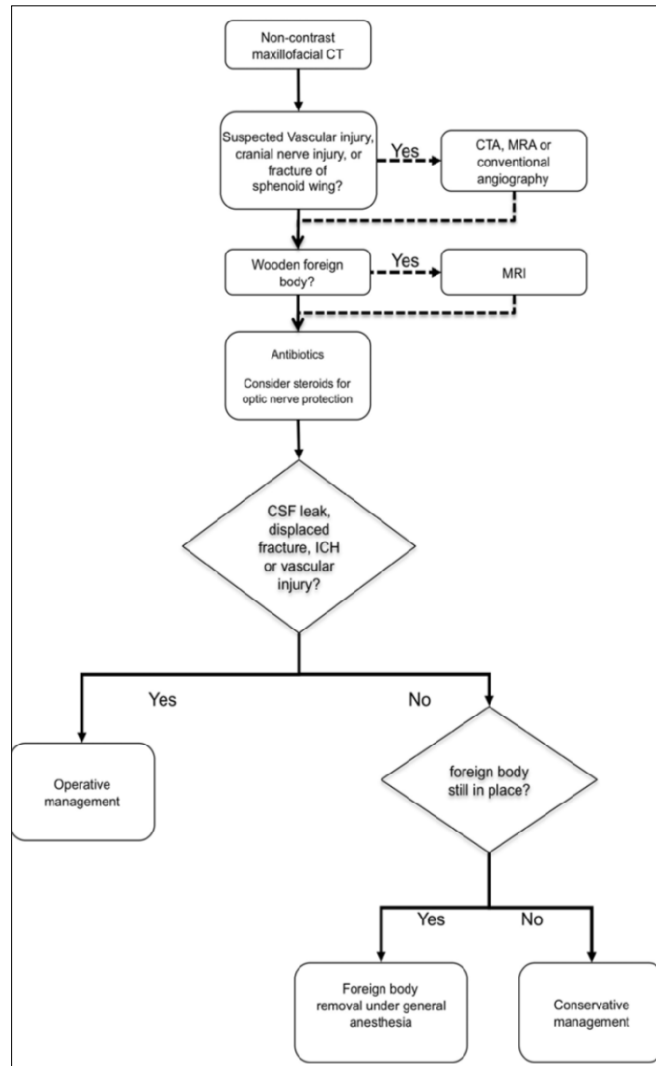 Non-contrast
maxillofacial CT
Suspected Vascular injury,
cranial nerve injury, or
fracture of
sphenoid wing?
Yes
CTA, MRA or
conventional
angiography
Wooden foreign
body?
Yes
MRI
Antibiotics
Consider steroids for
optic nerve protection
CSF leak,
displaced
fracture, ICH
or vascular
injury?
Yes
No
Operative
management
foreign body
still in place?
Yes
No
Foreign body
removal under general
anesthesia
Conservative
management